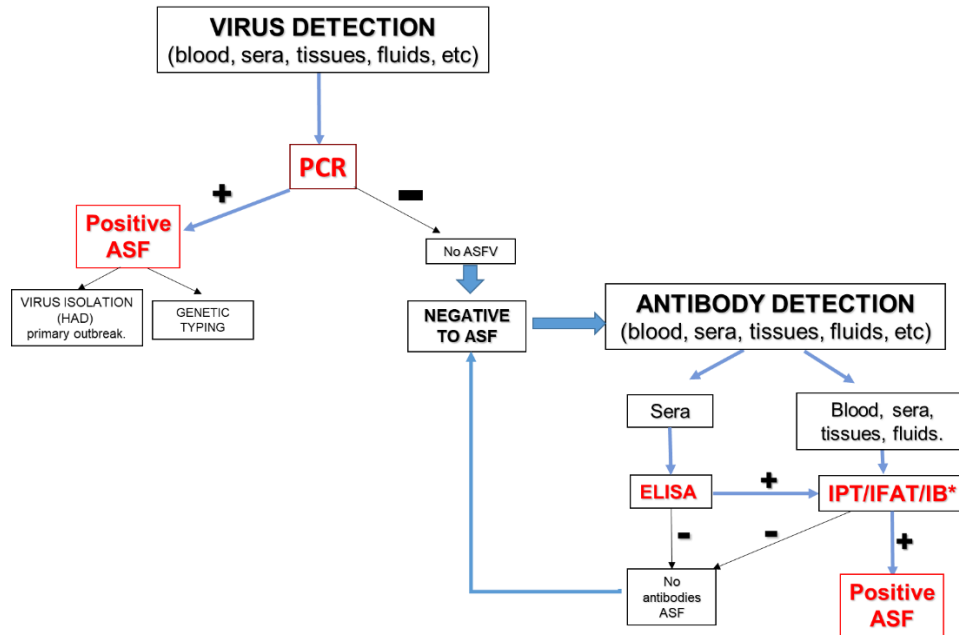 VIRUS DETECTION
(blood, sera, tissues, fluids, etc)
PCR
+
-
Positive
ASF
No ASFV
VIRUS ISOLATION
(HAD)
primary outbreak.
GENETIC
TYPING
NEGATIVE
TO ASF
ANTIBODY DETECTION
(blood, sera, tissues, fluids, etc)
Sera
Blood, sera,
tissues, fluids.
ELISA
+
IPT/IFAT/IB*
-
-
+
No
antibodies
ASF
Positive
ASF